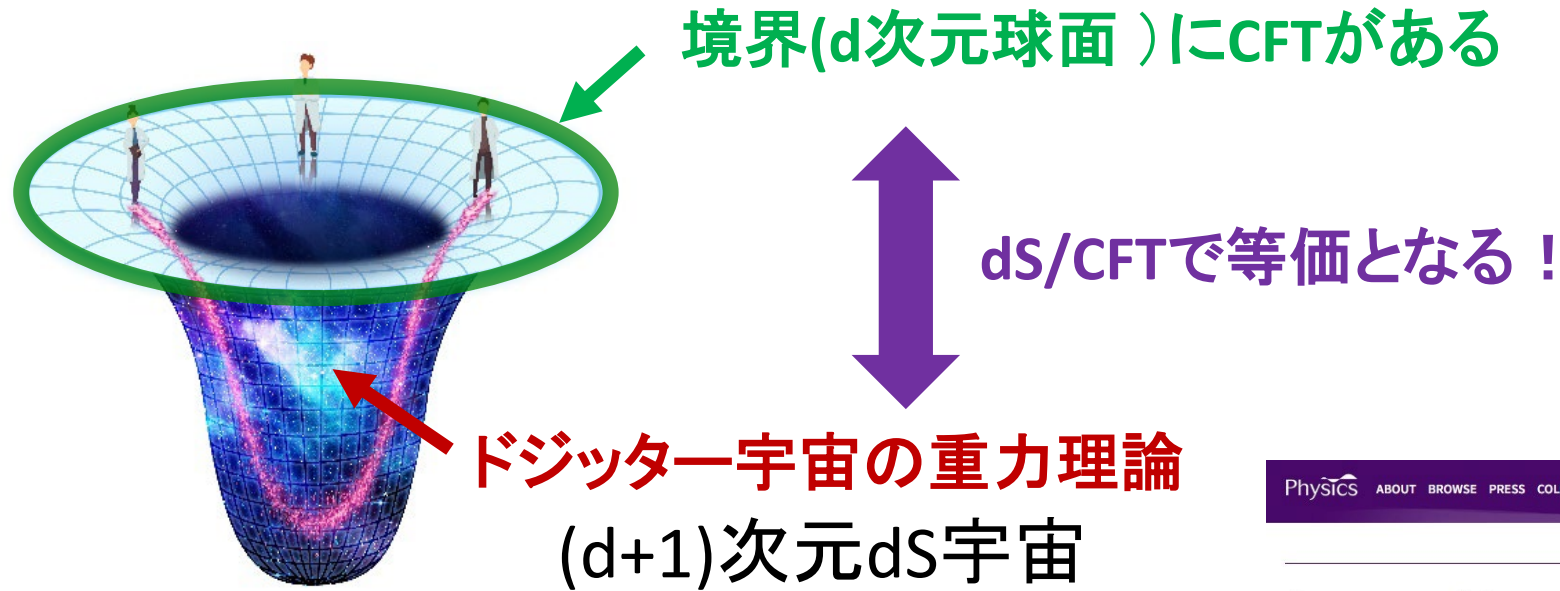 境界(d次元球面 )にCFTがある
dS/CFTで等価となる！
ドジッター宇宙の重力理論
(d+1)次元dS宇宙
Physics ABOUT BROWSE PRESS